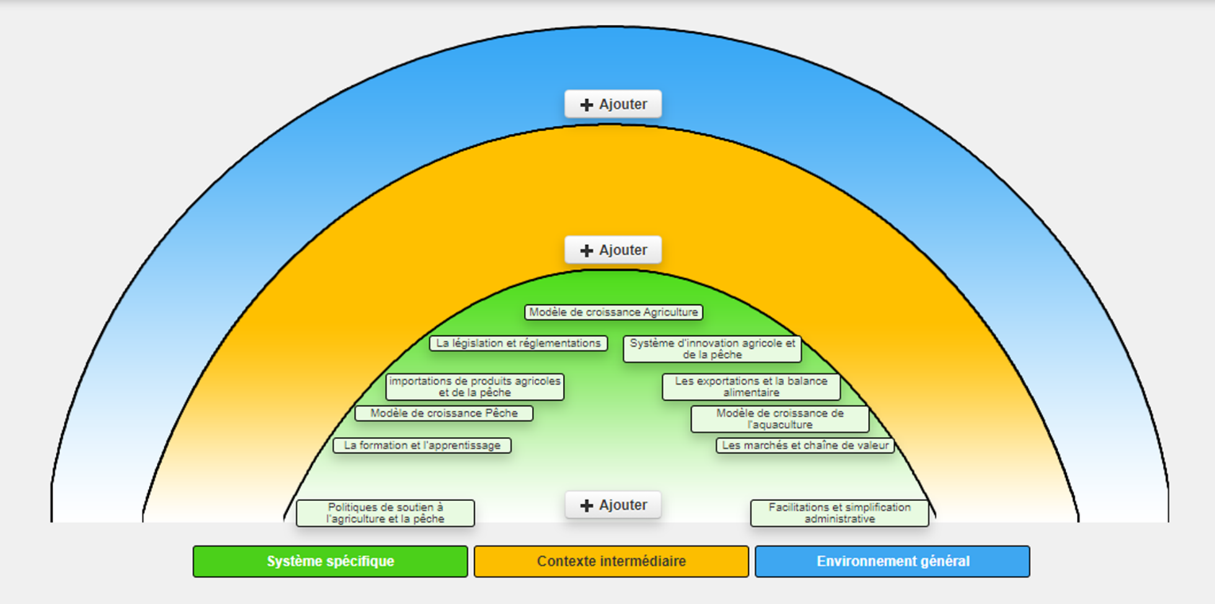 Ajouter
Ajouter
Modèle de croissance Agriculture
La législation et réglementations
Système d'innovation agricole et
de la pêche
importations de produits agricoles
et de la pêche
Les exportations et la balance
alimentaire
Modèle de croissance Pêche
Modèle de croissance de
l'aquaculture
La formation et l'apprentissage
Les marchés et chaîne de valeur
Politiques de soutien à
l'agriculture et la pêche
Ajouter
Facilitations et simplification
administrative
Système spécifique
Contexte intermédiaire
Environnement général